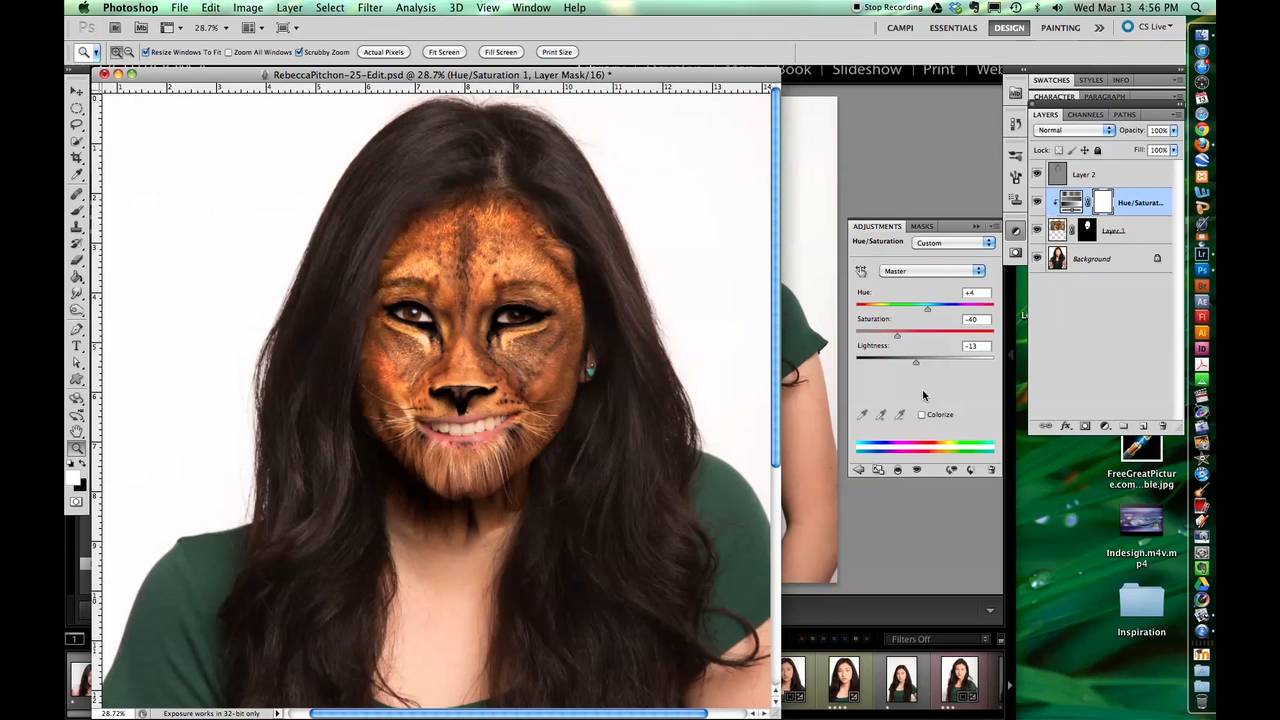 Photoshop File Edit Image Layer Select Filter Analysis 3D View Window Help Stop Recording Wed Mar 13 4:56 PM
Ps Br Mb 28.7% CAMPI ESSENTIALS DESIGN PAINTING CS Live
Resize Windows To Fit Zoom All Windows Scrubby Zoom Actual Pixels Fit Screen Fill Screen Print Size
Book Slideshow Print Web
RebeccaPitchon-25-Edit.psd @ 28.7% (Hue/Saturation 1, Layer Mask/16) *
SWATCHES STYLES INFO
CHARACTER PARAGRAPH
LAYERS CHANNELS PATHS
Normal Opacity: 100%
Lock: Fill: 100%
Layer 2
Hue/Saturat...
Layer 1
Background
ADJUSTMENTS MASKS
Hue/Saturation Custom
Master
Hue: +4
Saturation: -40
Lightness: -13
Colorize
FreeGreatPicture
.com...ble.jpg
Indesign.m4v.m
p4
Inspiration
Filters Off
28.72% Exposure works in 32-bit only